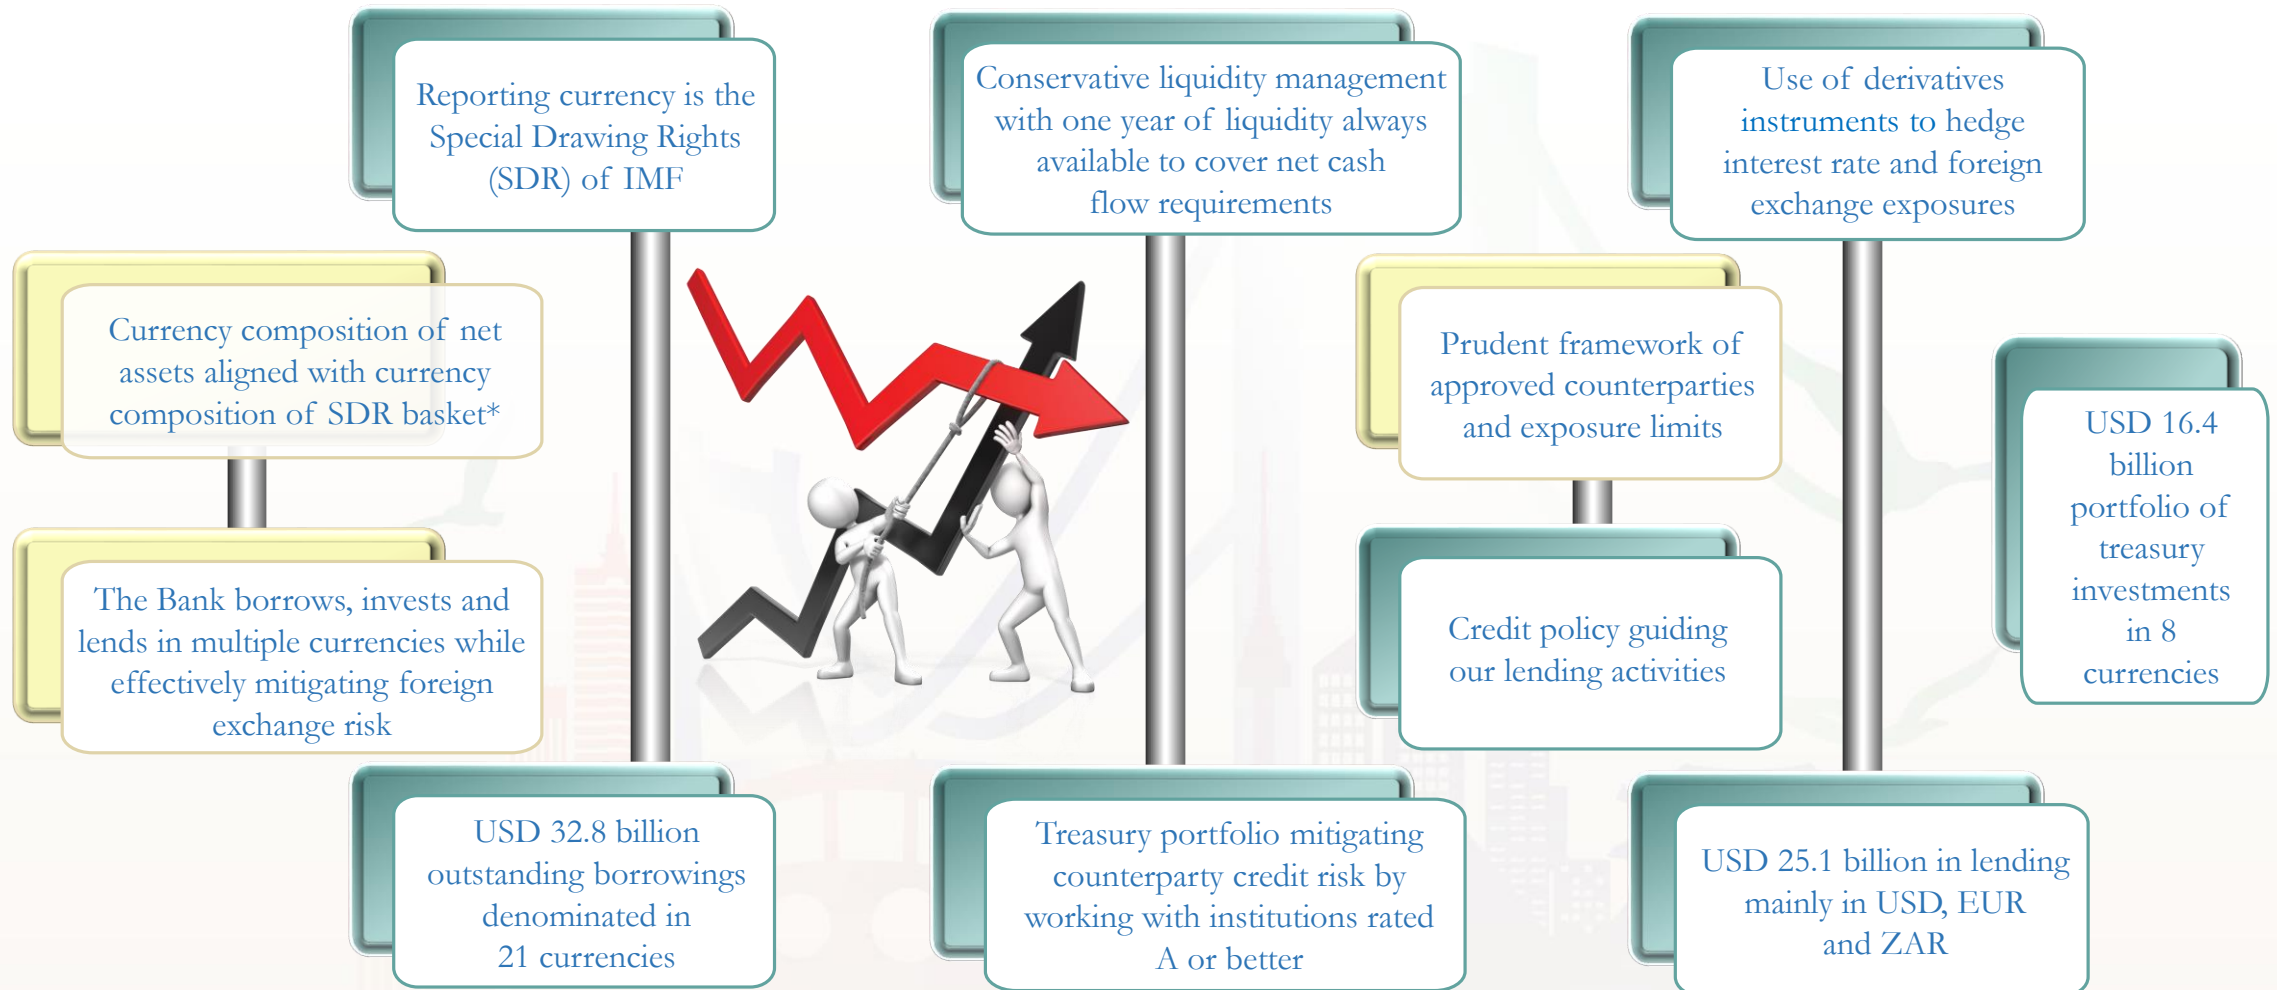 Reporting currency is the
Special Drawing Rights
(SDR) of IMF
Conservative liquidity management
with one year of liquidity always
available to cover net cash
flow requirements
Use of derivatives
instruments to hedge
interest rate and foreign
exchange exposures
Currency composition of net
assets aligned with currency
composition of SDR basket*
Prudent framework of
approved counterparties
and exposure limits
USD 16.4
billion
portfolio of
treasury
investments
in 8
currencies
The Bank borrows, invests and
lends in multiple currencies while
effectively mitigating foreign
exchange risk
Credit policy guiding
our lending activities
USD 32.8 billion
outstanding borrowings
denominated in
21 currencies
Treasury portfolio mitigating
counterparty credit risk by
working with institutions rated
A or better
USD 25.1 billion in lending
mainly in USD, EUR
and ZAR